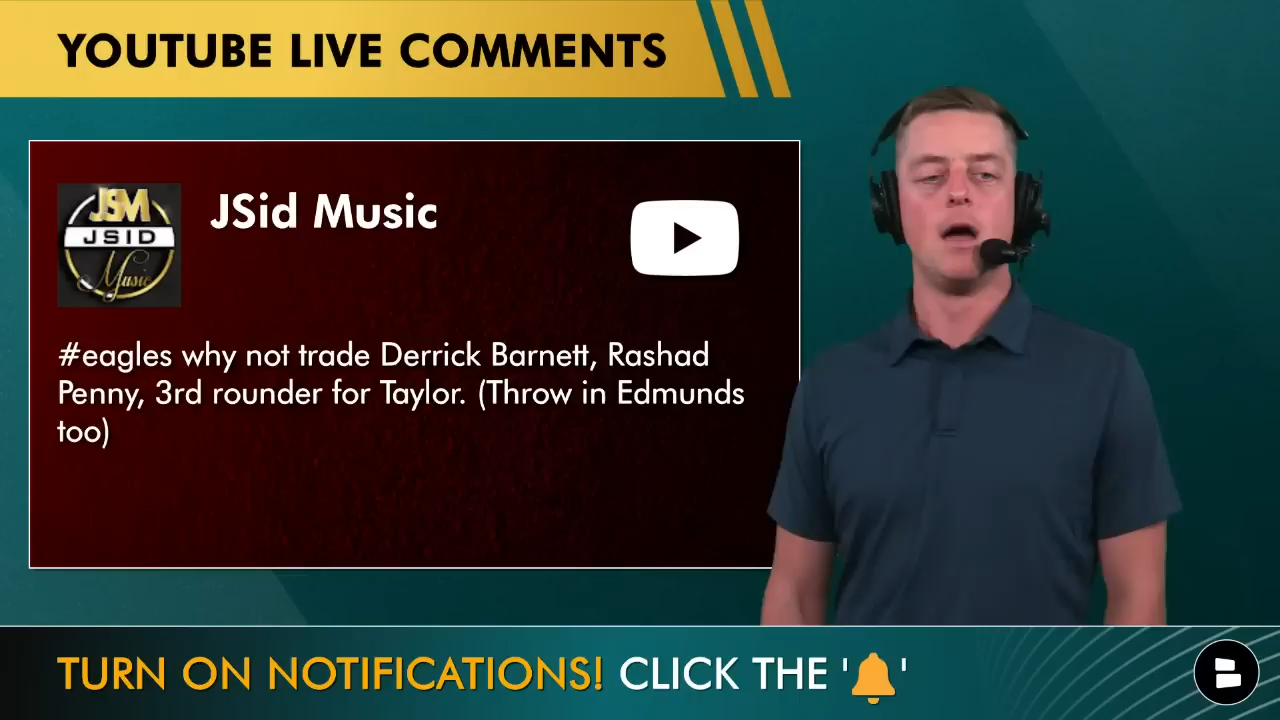 YOUTUBE LIVE COMMENTS
JSM
JSID
Music
JSid Music
#eagles why not trade Derrick Barnett, Rashad
Penny, 3rd rounder for Taylor. (Throw in Edmunds
too)
TURN ON NOTIFICATIONS! CLICK THE ' '